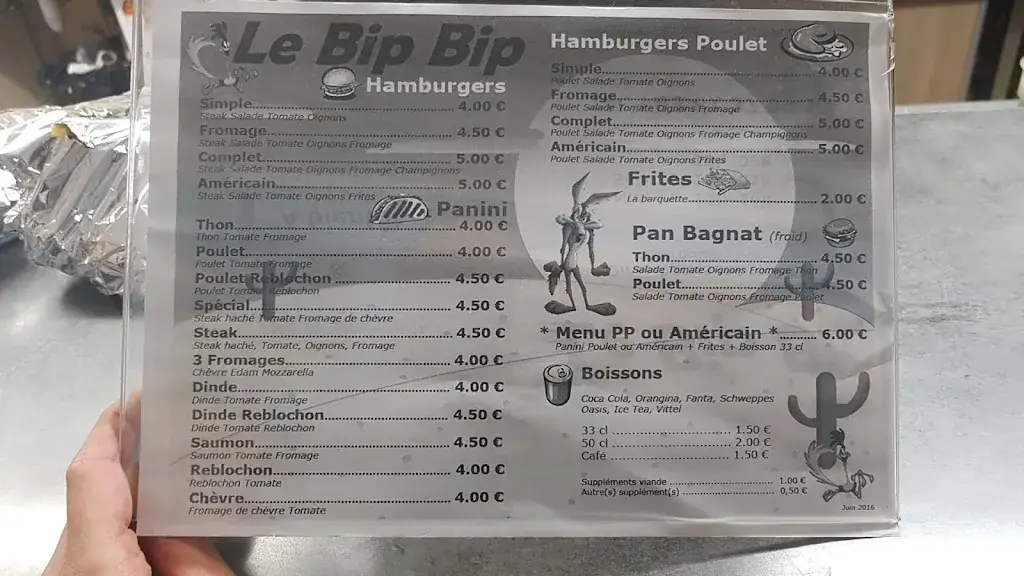 Le Bip Bip
Hamburgers
Simple 4.00 €
Steak Salade Tomate Oignons
Fromage 4.50 €
Steak Salade Tomate Oignons Fromage
Complet 5.00 €
Steak Salade Tomate Oignons Fromage Champignons
Américain 5.00 €
Steak Salade Tomate Oignons Frites
Panini
Thon 4.00 €
Thon Tomate Fromage
Poulet 4.00 €
Poulet Tomate Fromage
Poulet Reblochon 4.50 €
Poulet Tomate Reblochon
Spécial 4.50 €
Steak haché Tomate Fromage de chèvre
Steak 4.50 €
Steak haché, Tomate, Oignons, Fromage
3 Fromages 4.00 €
Chèvre Edam Mozzarella
Dinde 4.00 €
Dinde Tomate Fromage
Dinde Reblochon 4.50 €
Dinde Tomate Reblochon
Saumon 4.50 €
Saumon Tomate Fromage
Reblochon 4.00 €
Reblochon Tomate
Chèvre 4.00 €
Fromage de chèvre Tomate
Hamburgers Poulet
Simple 4.00 €
Poulet Salade Tomate Oignons
Fromage 4.50 €
Poulet Salade Tomate Oignons Fromage
Complet 5.00 €
Poulet Salade Tomate Oignons Fromage Champignons
Américain 5.00 €
Poulet Salade Tomate Oignons Frites
Frites
La barquette 2.00 €
Pan Bagnat (froid)
Thon 4.50 €
Salade Tomate Oignons Fromage Thon
Poulet 4.50 €
Salade Tomate Oignons Fromage Poulet
* Menu PP ou Américain * 6.00 €
Panini Poulet ou Américain + Frites + Boisson 33 cl
Boissons
Coca Cola, Orangina, Fanta, Schweppes
Oasis, Ice Tea, Vittel
33 cl 1.50 €
50 cl 2.00 €
Café 1.50 €
Suppléments viande 1.00 €
Autre(s) supplément(s) 0,50 €
Juin 2016